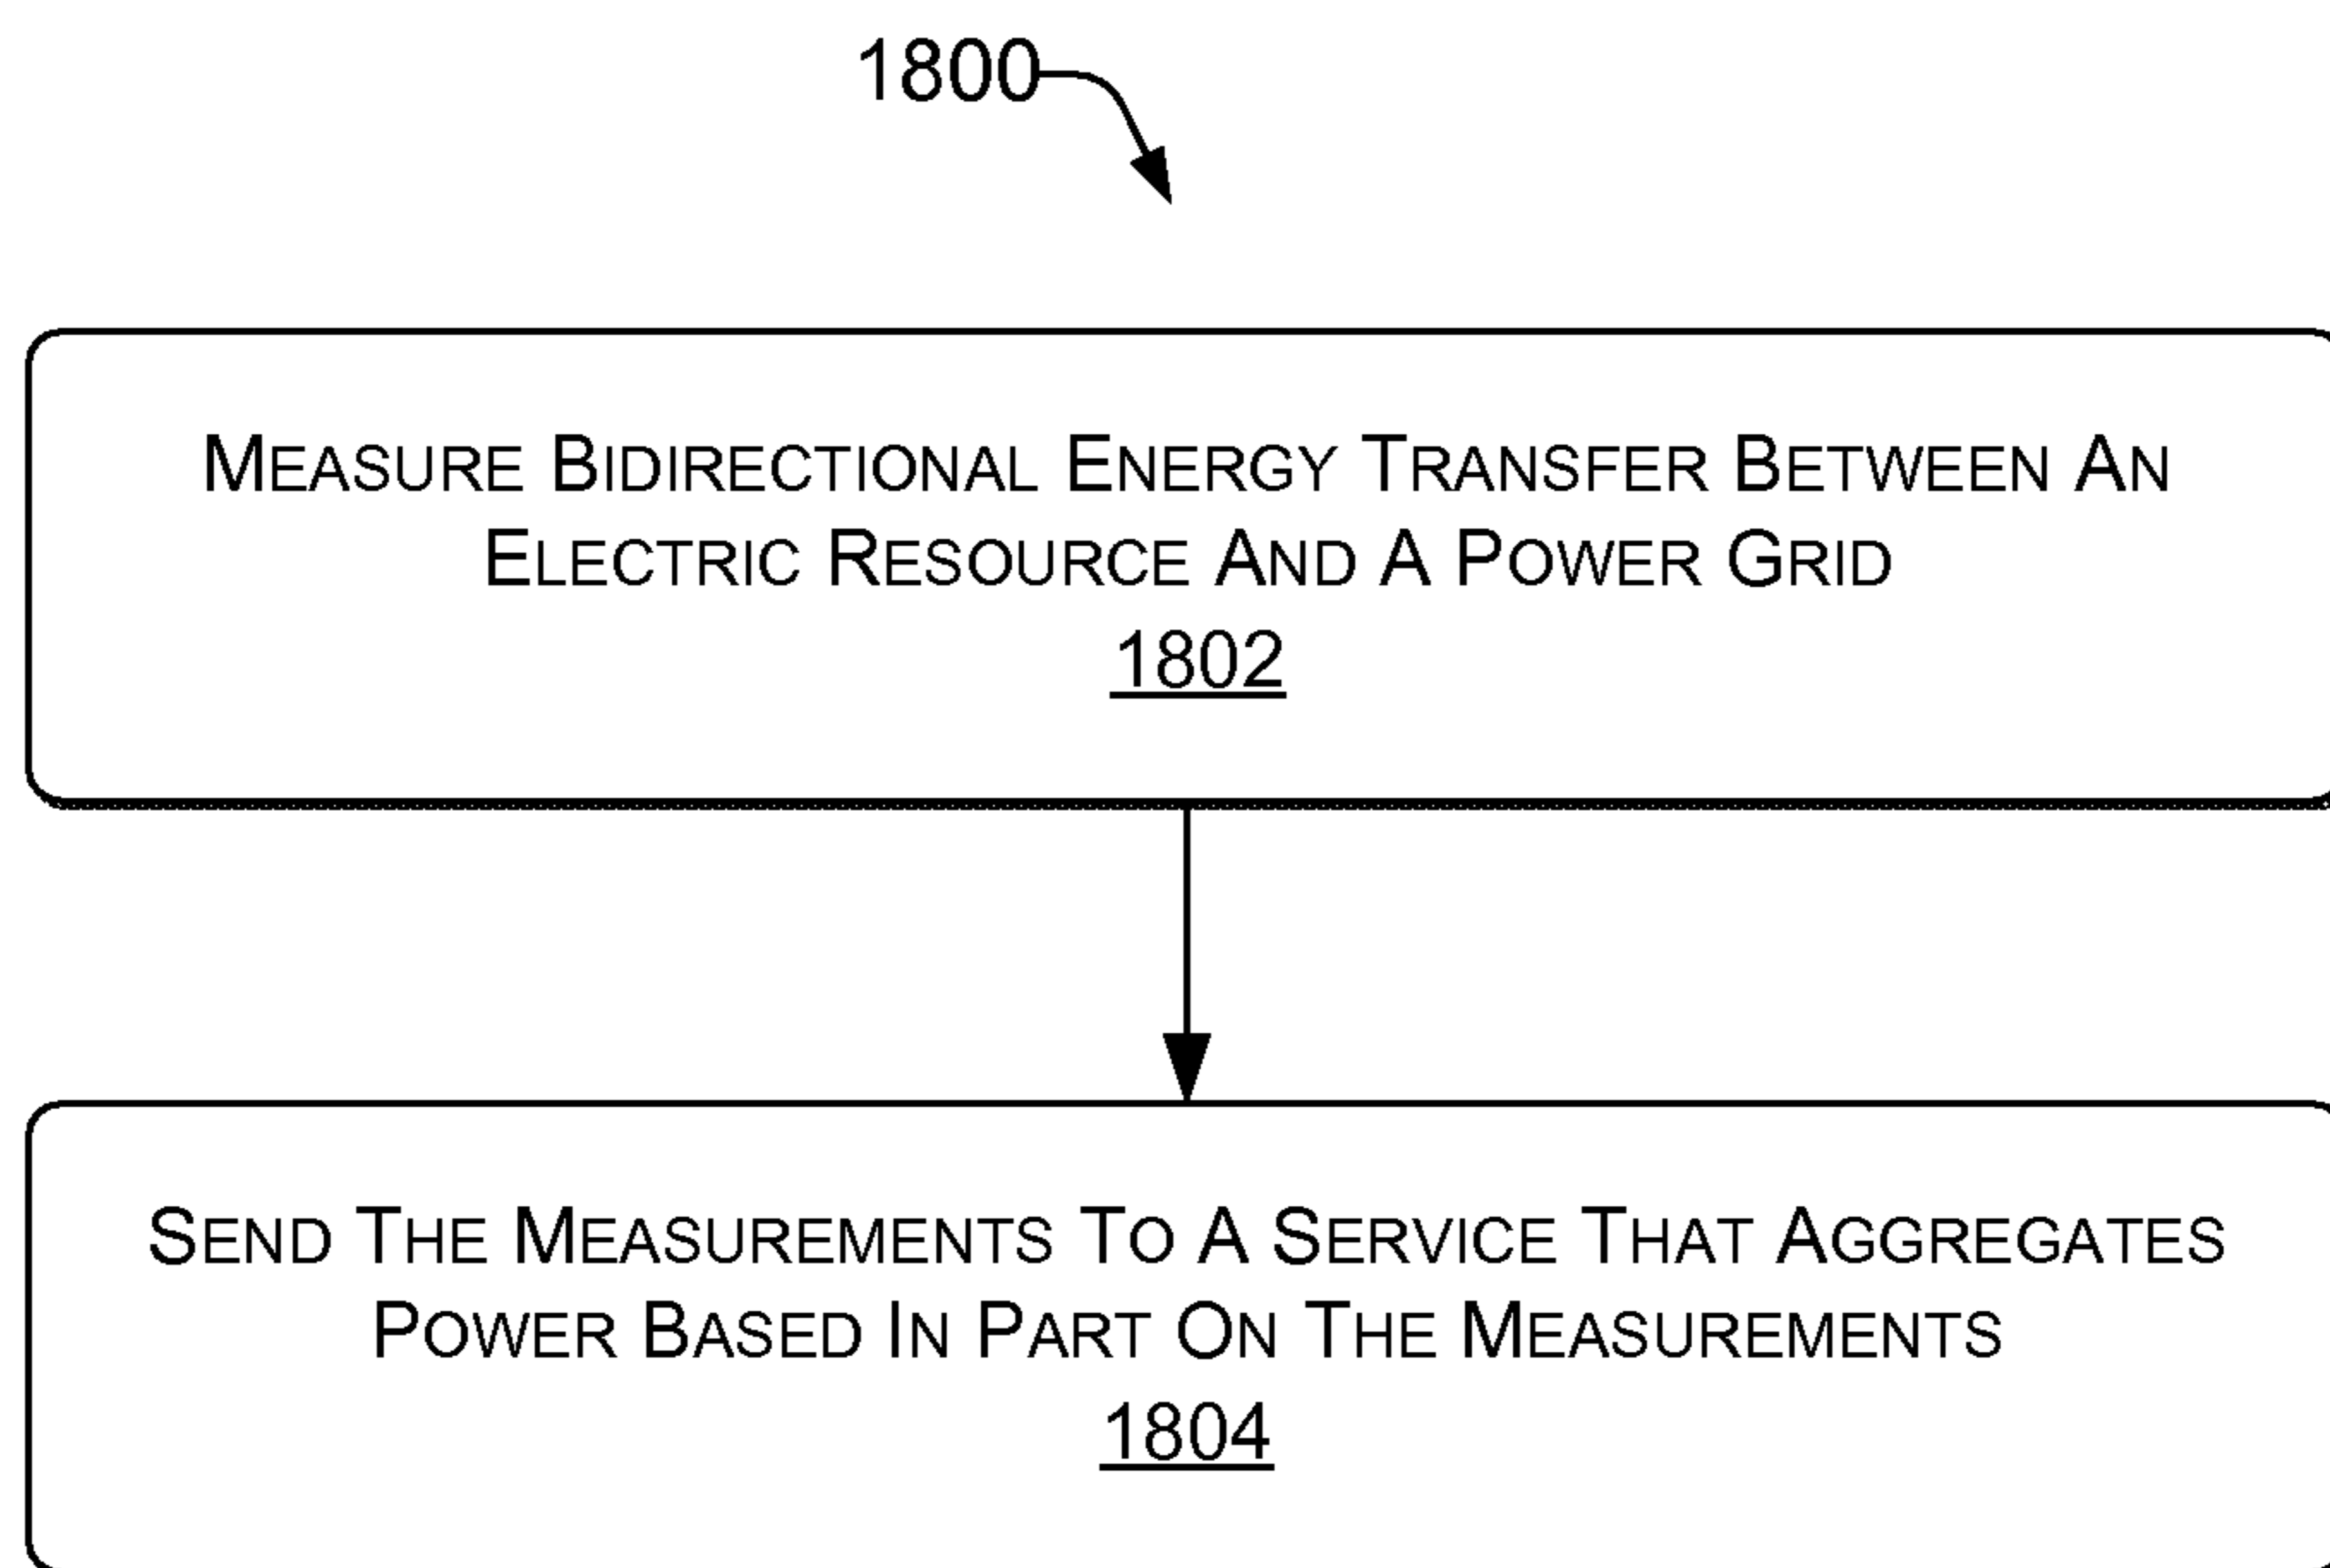 1800
MEASURE BIDIRECTIONAL ENERGY TRANSFER BETWEEN AN
ELECTRIC RESOURCE AND A POWER GRID
1802
SEND THE MEASUREMENTS TO A SERVICE THAT AGGREGATES
POWER BASED IN PART ON THE MEASUREMENTS
1804